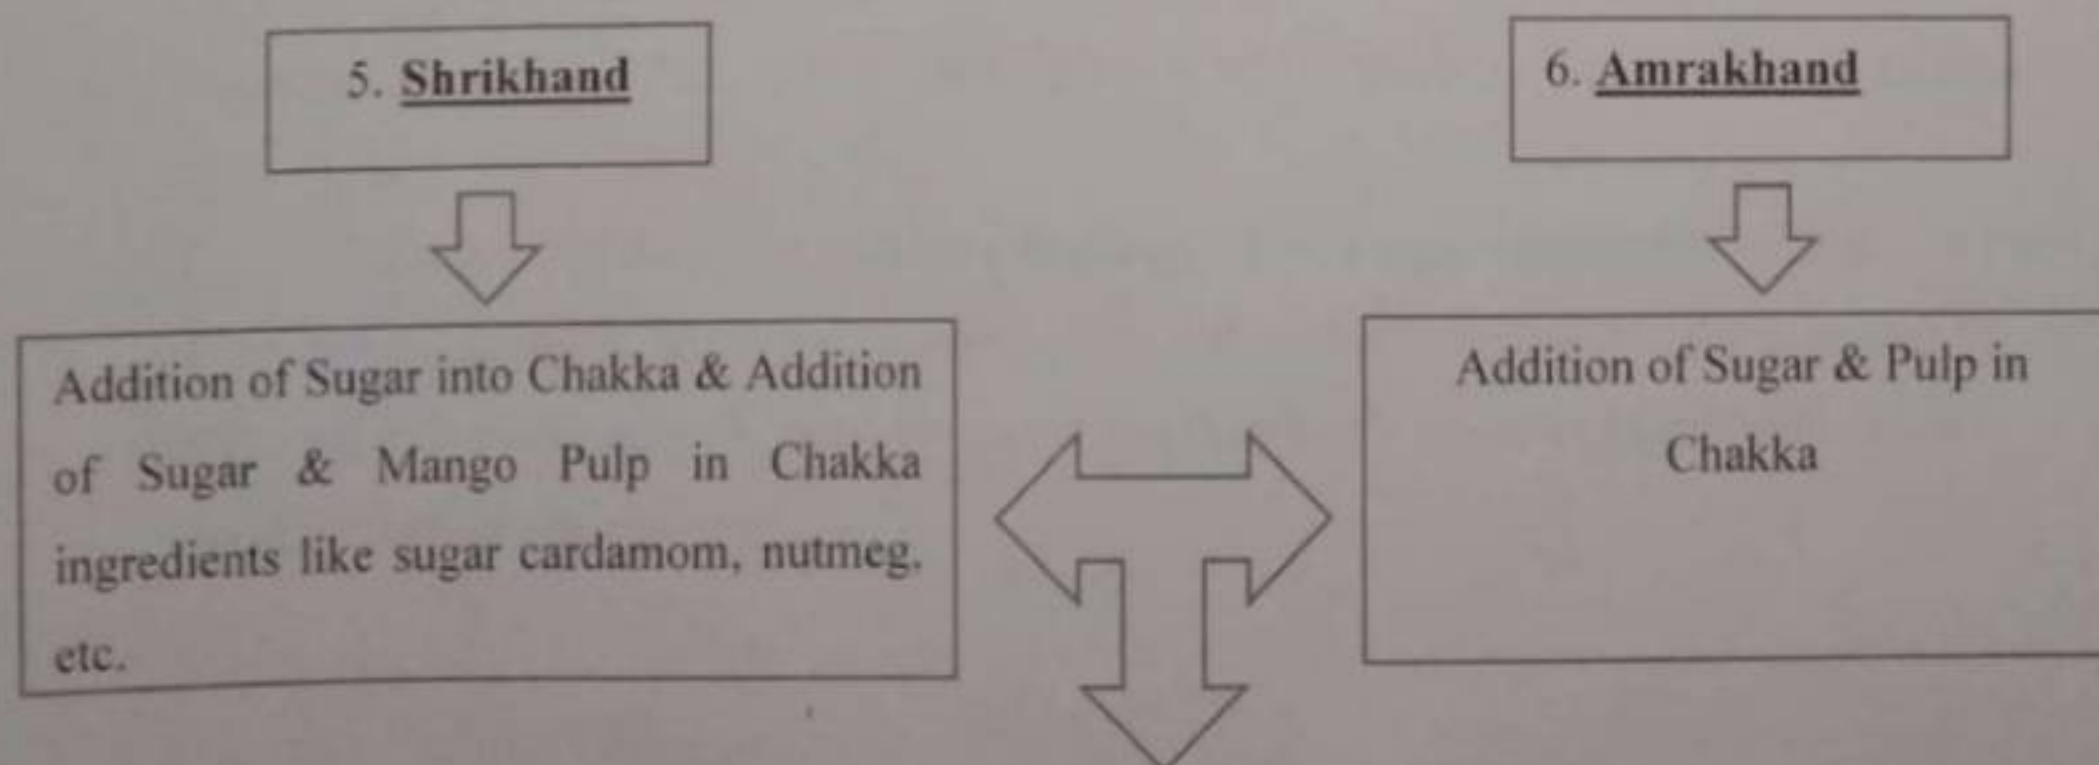 5. Shrikhand
6. Amrakhand
Addition of Sugar into Chakka & Addition
of Sugar & Mango Pulp in Chakka
ingredients like sugar cardamom, nutmeg,
etc.
Addition of Sugar & Pulp in
Chakka